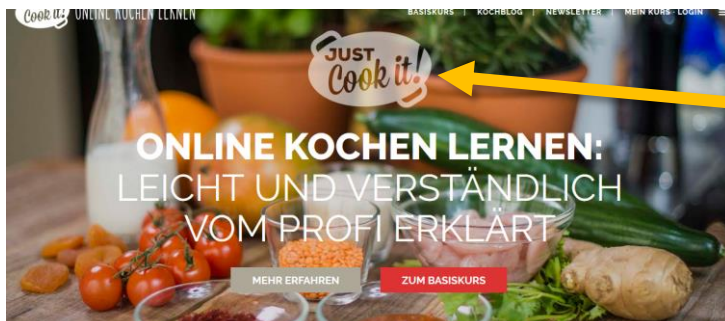 Cook it! ONLINE KOCHEN LERNEN
BASISKURS | KOCHBLOG | NEWSLETTER | MEIN KURS - LOGIN
JUST
Cook it!
ONLINE KOCHEN LERNEN:
LEICHT UND VERSTÄNDLICH
VOM PROFI ERKLÄRT
MEHR ERFAHREN
ZUM BASISKURS